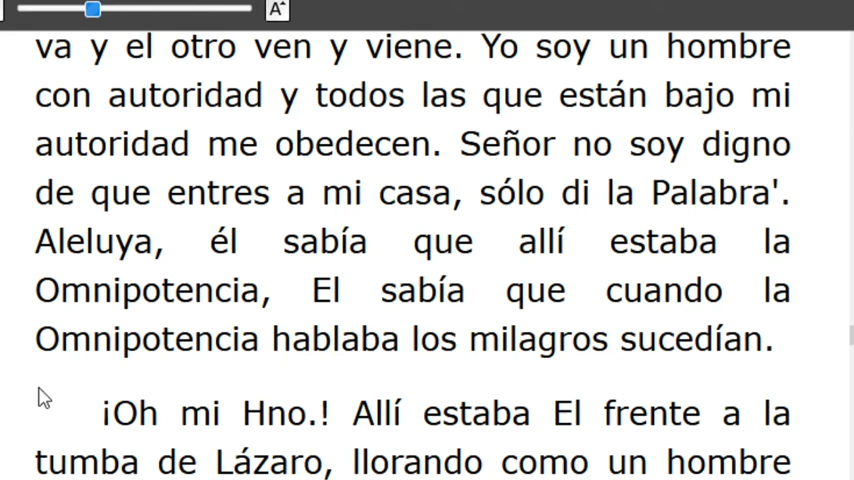 A
va y el otro ven y viene. Yo soy un hombre
con autoridad y todos las que están bajo mi
autoridad me obedecen. Señor no soy digno
de que entres a mi casa, sólo di la Palabra'.
Aleluya, él sabía que allí estaba la
Omnipotencia, El sabía que cuando la
Omnipotencia hablaba los milagros sucedían.
¡Oh mi Hno.! Allí estaba El frente a la
tumba de Lázaro, llorando como un hombre